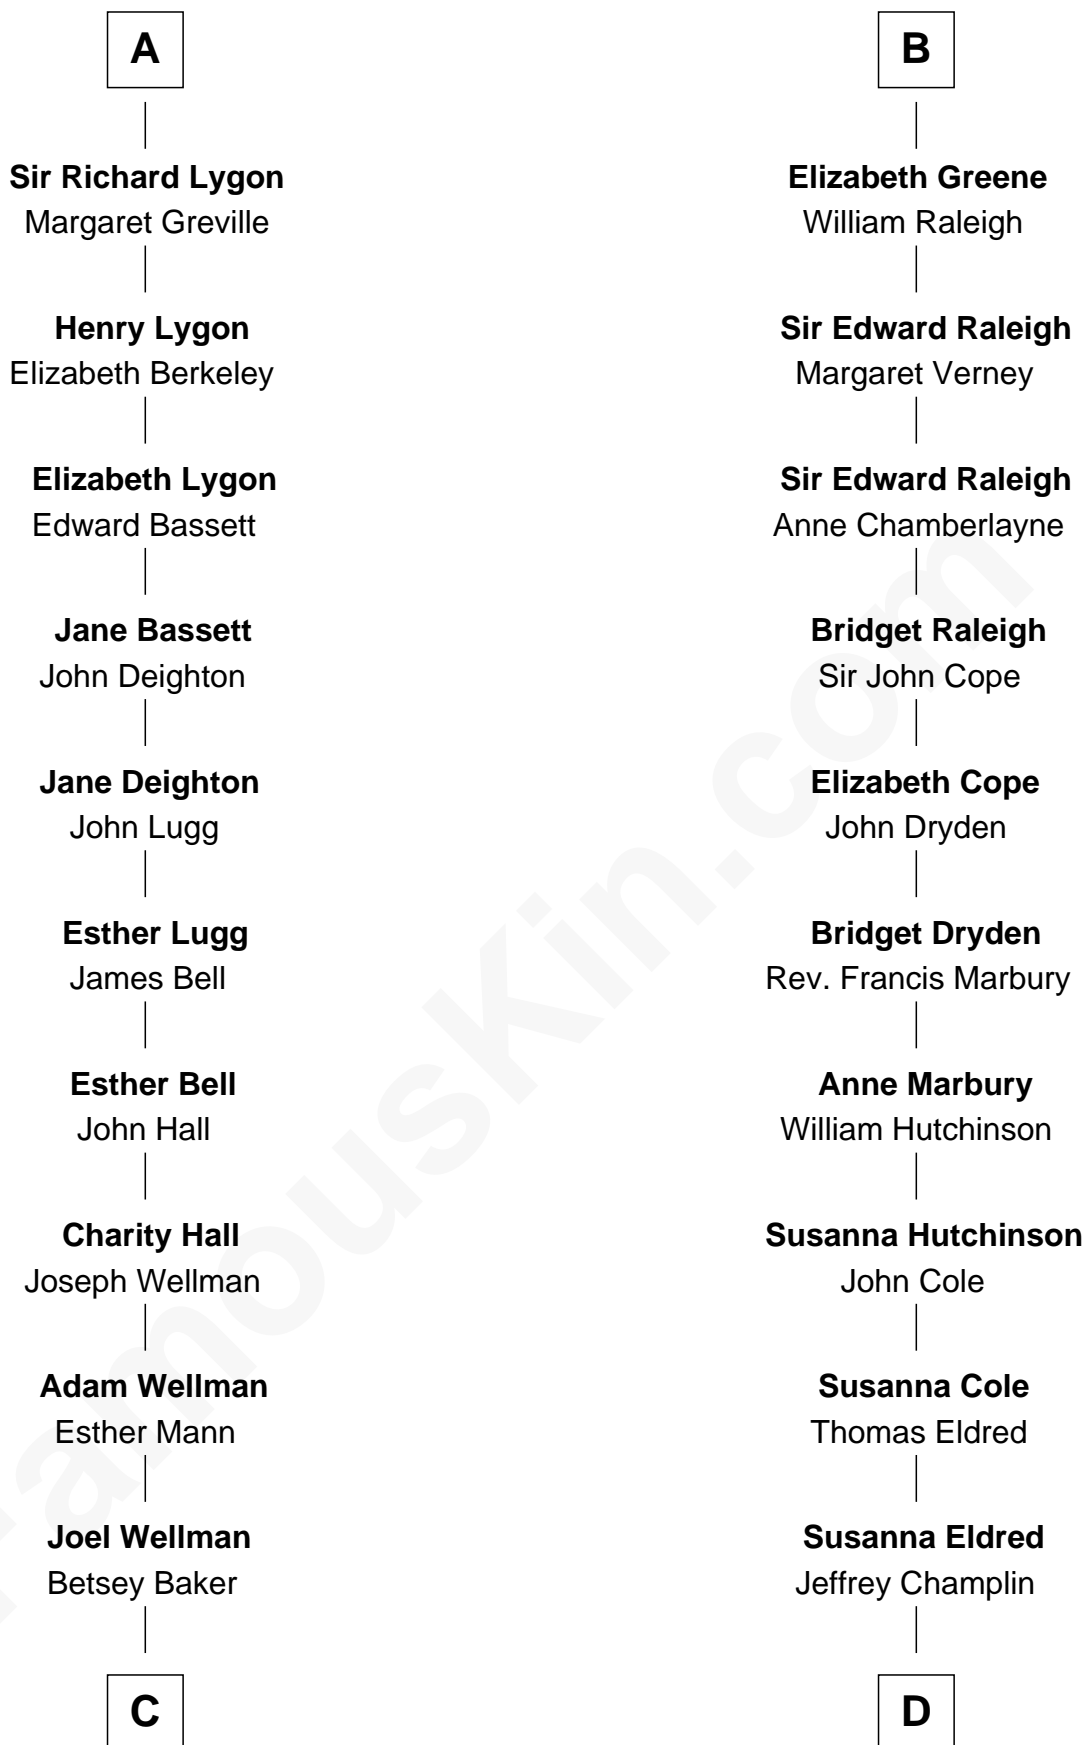 A
Sir Richard Lygon
Margaret Greville
Henry Lygon
Elizabeth Berkeley
Elizabeth Lygon
Edward Bassett
Jane Bassett
John Deighton
Jane Deighton
John Lugg
Esther Lugg
James Bell
Esther Bell
John Hall
Charity Hall
Joseph Wellman
Adam Wellman
Esther Mann
Joel Wellman
Betsey Baker
C
B
Elizabeth Greene
William Raleigh
Sir Edward Raleigh
Margaret Verney
Sir Edward Raleigh
Anne Chamberlayne
Bridget Raleigh
Sir John Cope
Elizabeth Cope
John Dryden
Bridget Dryden
Rev. Francis Marbury
Anne Marbury
William Hutchinson
Susanna Hutchinson
John Cole
Susanna Cole
Thomas Eldred
Susanna Eldred
Jeffrey Champlin
D
FamousKin.com